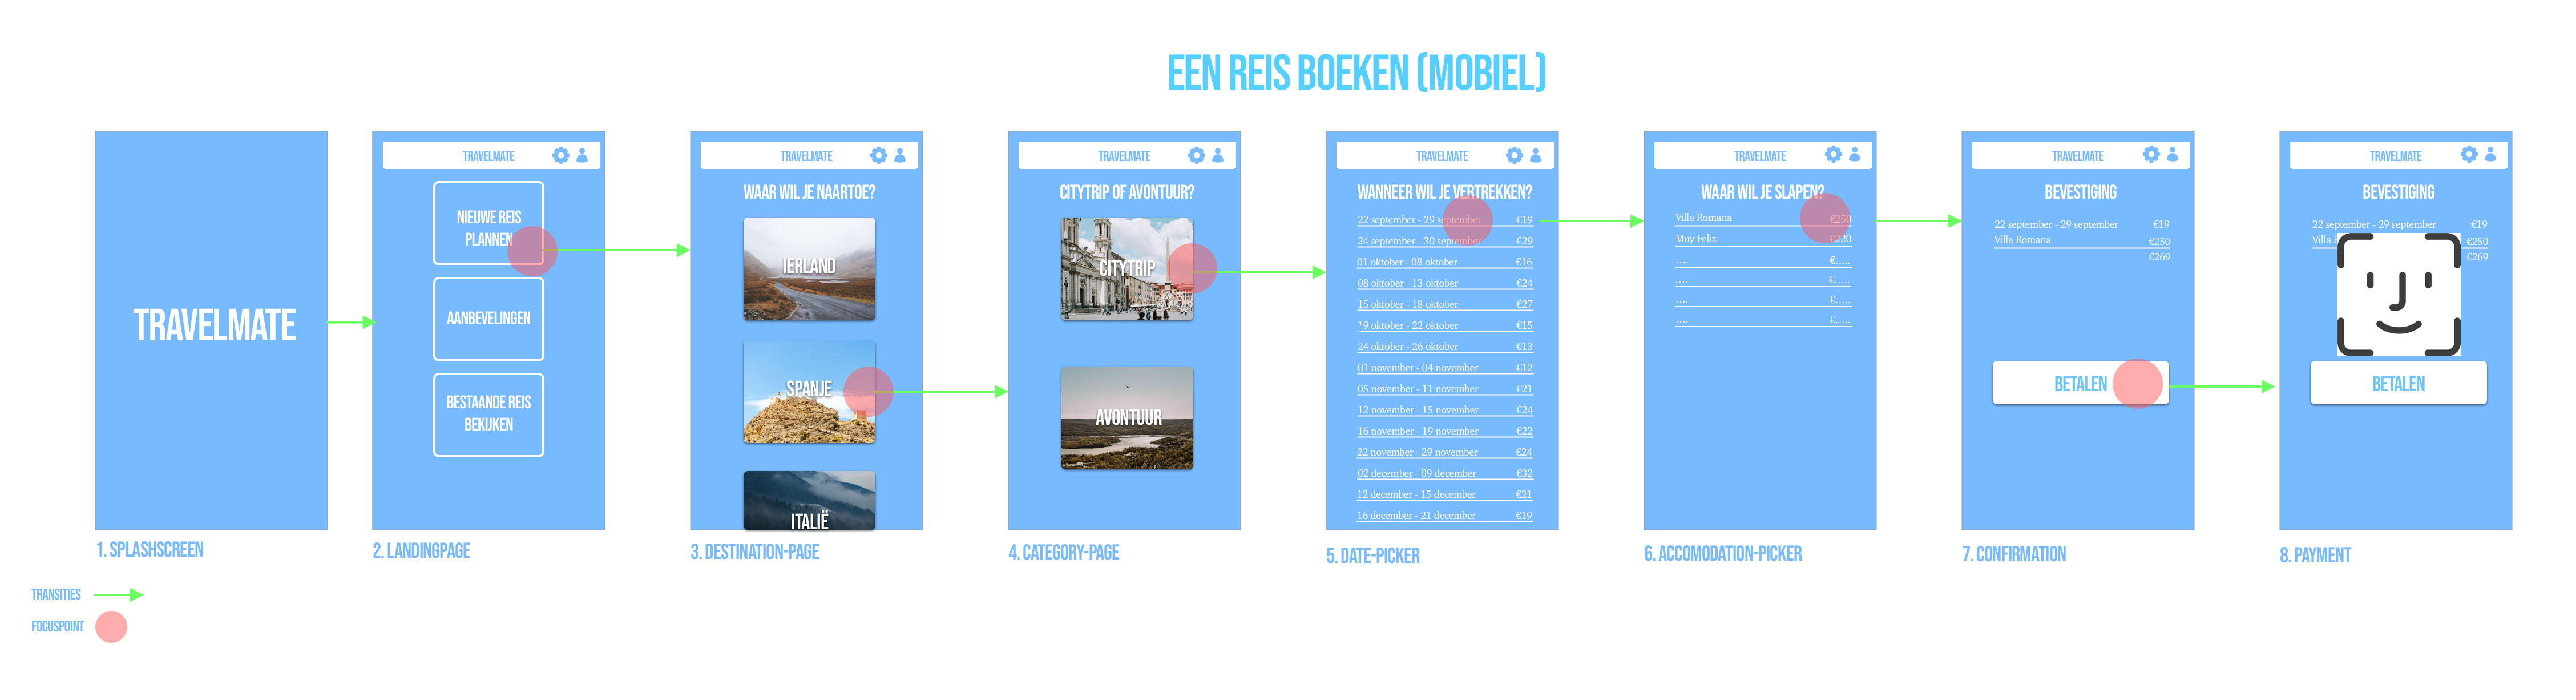 EEN REIS BOEKEN (MOBIEL)
TRAVELMATE
1. SPLASHSCREEN
TRAVELMATE
NIEUWE REIS
PLANNEN
AANBEVELINGEN
BESTAANDE REIS
BEKIJKEN
2. LANDINGPAGE
TRAVELMATE
WAAR WIL JE NAARTOE?
IERLAND
SPANJE
ITALIË
3. DESTINATION-PAGE
TRAVELMATE
CITYTRIP OF AVONTUUR?
CITYTRIP
AVONTUUR
4. CATEGORY-PAGE
TRAVELMATE
WANNEER WIL JE VERTREKKEN?
22 september - 29 september €19
24 september - 30 september €29
01 oktober - 08 oktober €16
08 oktober - 13 oktober €24
15 oktober - 18 oktober €27
19 oktober - 22 oktober €15
24 oktober - 26 oktober €13
01 november - 04 november €12
05 november - 11 november €21
12 november - 15 november €24
16 november - 19 november €22
22 november - 29 november €24
02 december - 09 december €32
12 december - 15 december €21
16 december - 21 december €19
5. DATE-PICKER
TRAVELMATE
WAAR WIL JE SLAPEN?
Villa Romana €250
Muy Feliz €220
.... €.....
.... €.....
.... €.....
.... €.....
6. ACCOMODATION-PICKER
TRAVELMATE
BEVESTIGING
22 september - 29 september €19
Villa Romana €250
€269
BETALEN
7. CONFIRMATION
TRAVELMATE
BEVESTIGING
22 september - 29 september €19
Villa R €250
€269
BETALEN
8. PAYMENT
TRANSITIES
FOCUSPOINT